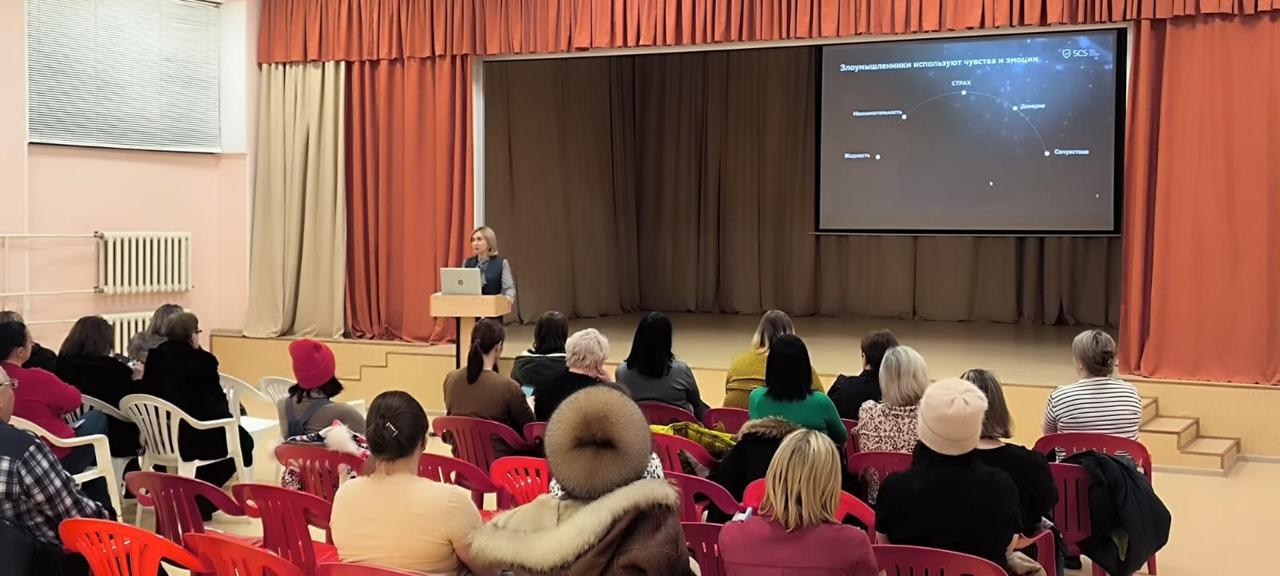 SCS
Злоумышленники используют чувства и эмоции
СТРАХ
Доверие
Невнимательность
Жадность
Сочувствие